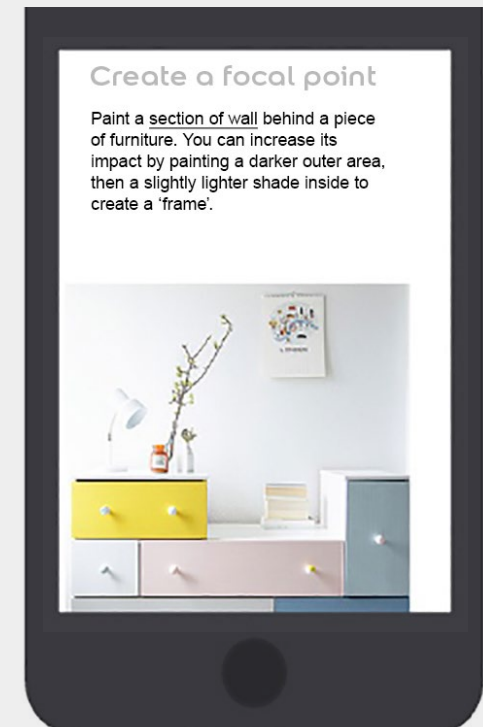 Create a focal point
Paint a section of wall behind a piece
of furniture. You can increase its
impact by painting a darker outer area,
then a slightly lighter shade inside to
create a ‘frame’.